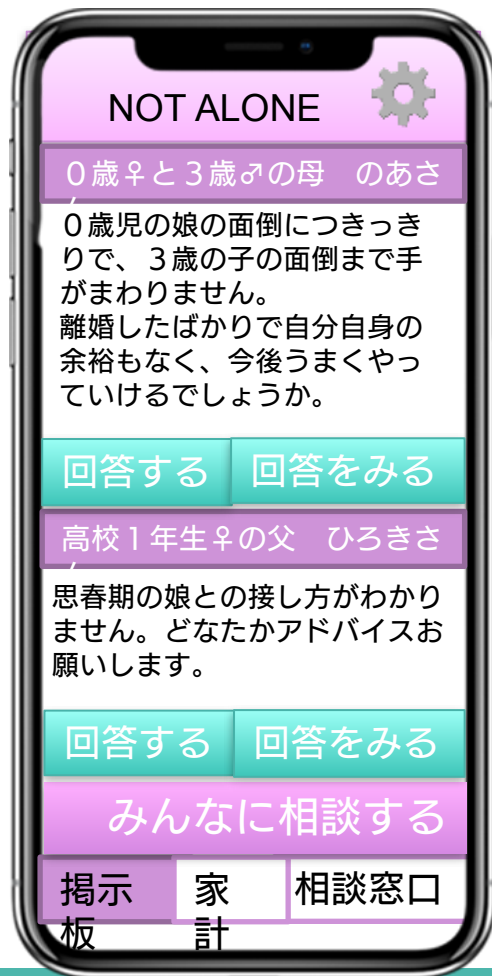 NOT ALONE
０歳♀と３歳♂の母　のあさ
０歳児の娘の面倒につきっき
りで、３歳の子の面倒まで手
がまわりません。
離婚したばかりで自分自身の
余裕もなく、今後うまくやっ
ていけるでしょうか。
回答する　回答をみる
高校１年生♀の父　ひろきさ
思春期の娘との接し方がわかり
ません。どなたかアドバイスお
願いします。
回答する　回答をみる
みんなに相談する
掲示板　家計　相談窓口